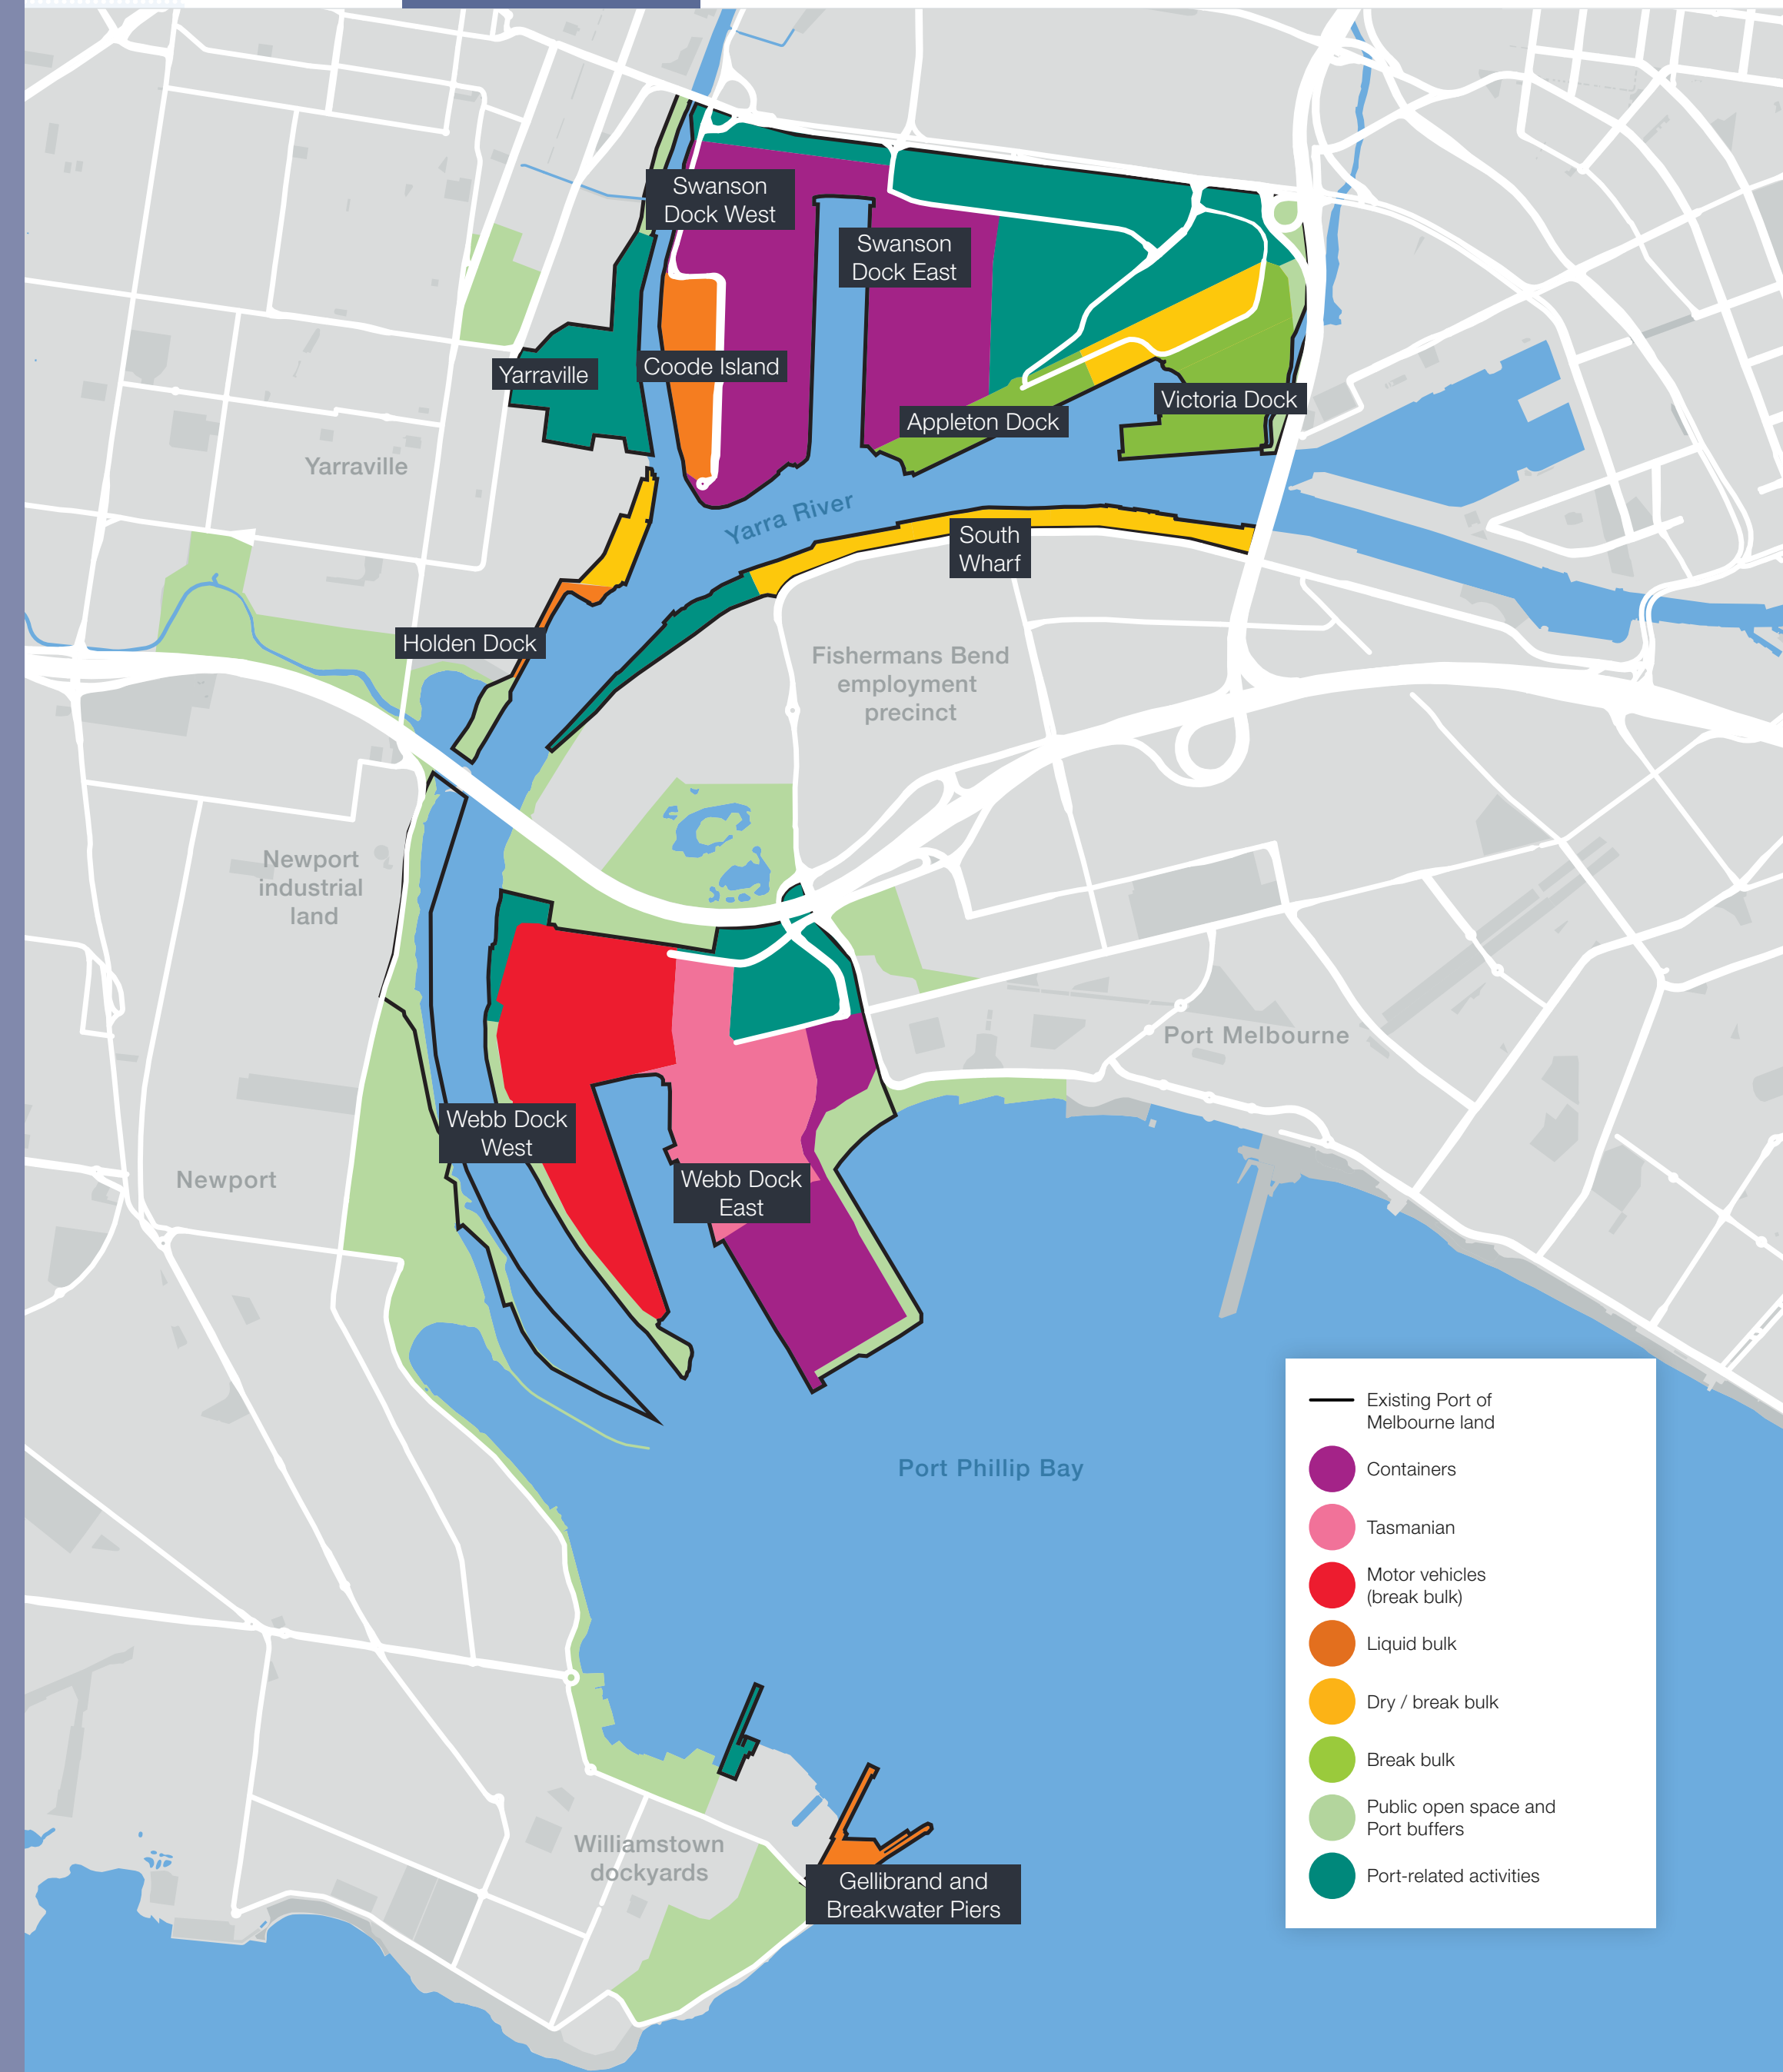 Swanson
Dock West
Swanson
Dock East
Yarraville
Coode Island
Victoria Dock
Appleton Dock
Yarraville
Yarra River
South
Wharf
Holden Dock
Fishermans Bend
employment
precinct
Newport
industrial
land
Port Melbourne
Webb Dock
West
Newport
Webb Dock
East
Port Phillip Bay
Williamstown
dockyards
Gellibrand and
Breakwater Piers
Existing Port of
Melbourne land
Containers
Tasmanian
Motor vehicles
(break bulk)
Liquid bulk
Dry / break bulk
Break bulk
Public open space and
Port buffers
Port-related activities